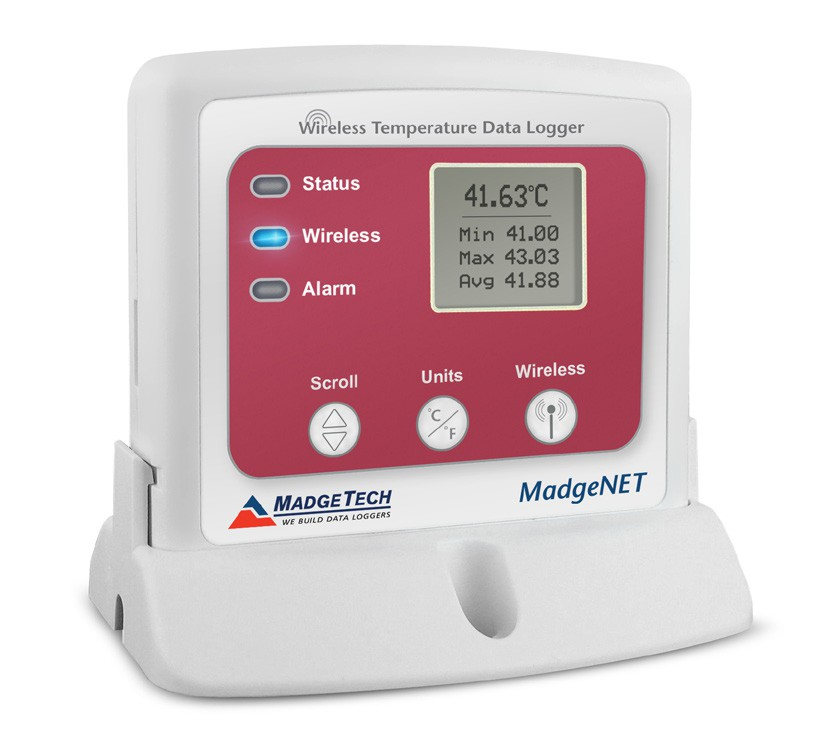 Wireless Temperature Data Logger
Status
Wireless
Alarm
41.63°C
Min 41.00
Max 43.03
Avg 41.88
Scroll
Units
Wireless
°C
°F
MADGETECH
WE BUILD DATA LOGGERS
MadgeNET